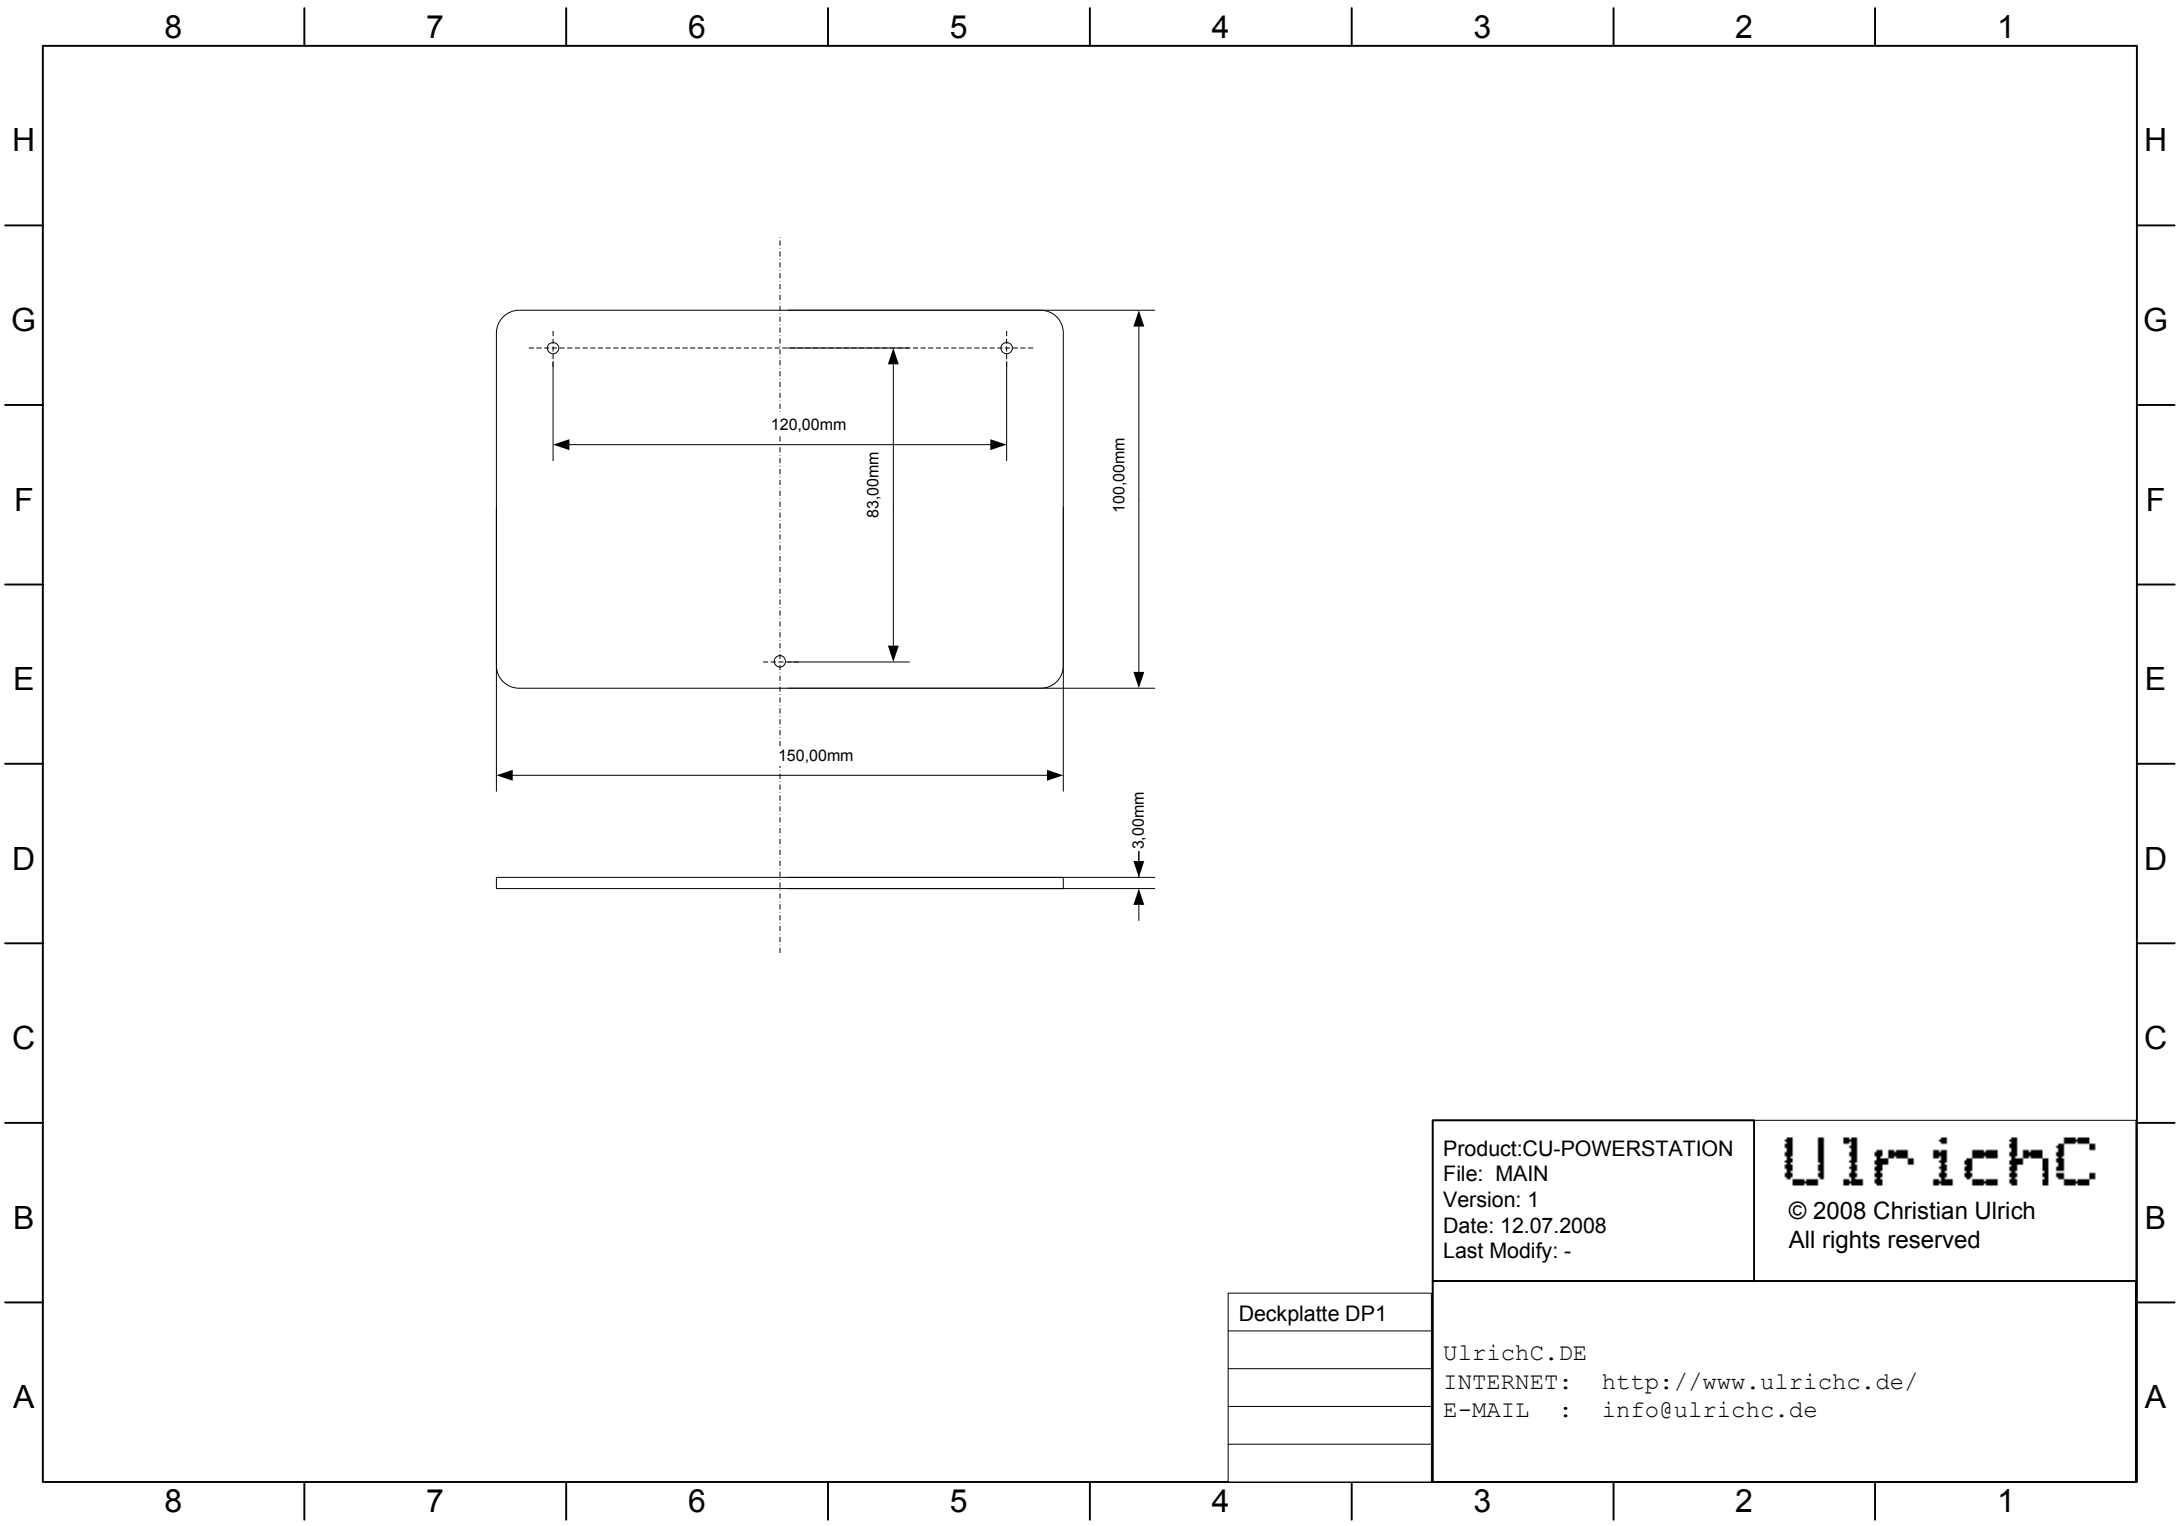 8 7 6 5 4 3 2 1
H H
G G
120,00mm
83,00mm
100,00mm
F F
E E
150,00mm
3,00mm
D D
C C
Product:CU-POWERSTATION
File: MAIN
Version: 1
Date: 12.07.2008
Last Modify: -
UlrichC
© 2008 Christian Ulrich
All rights reserved
B B
Deckplatte DP1
UlrichC.DE
INTERNET: http://www.ulrichc.de/
E-MAIL : info@ulrichc.de
A A
8 7 6 5 4 3 2 1